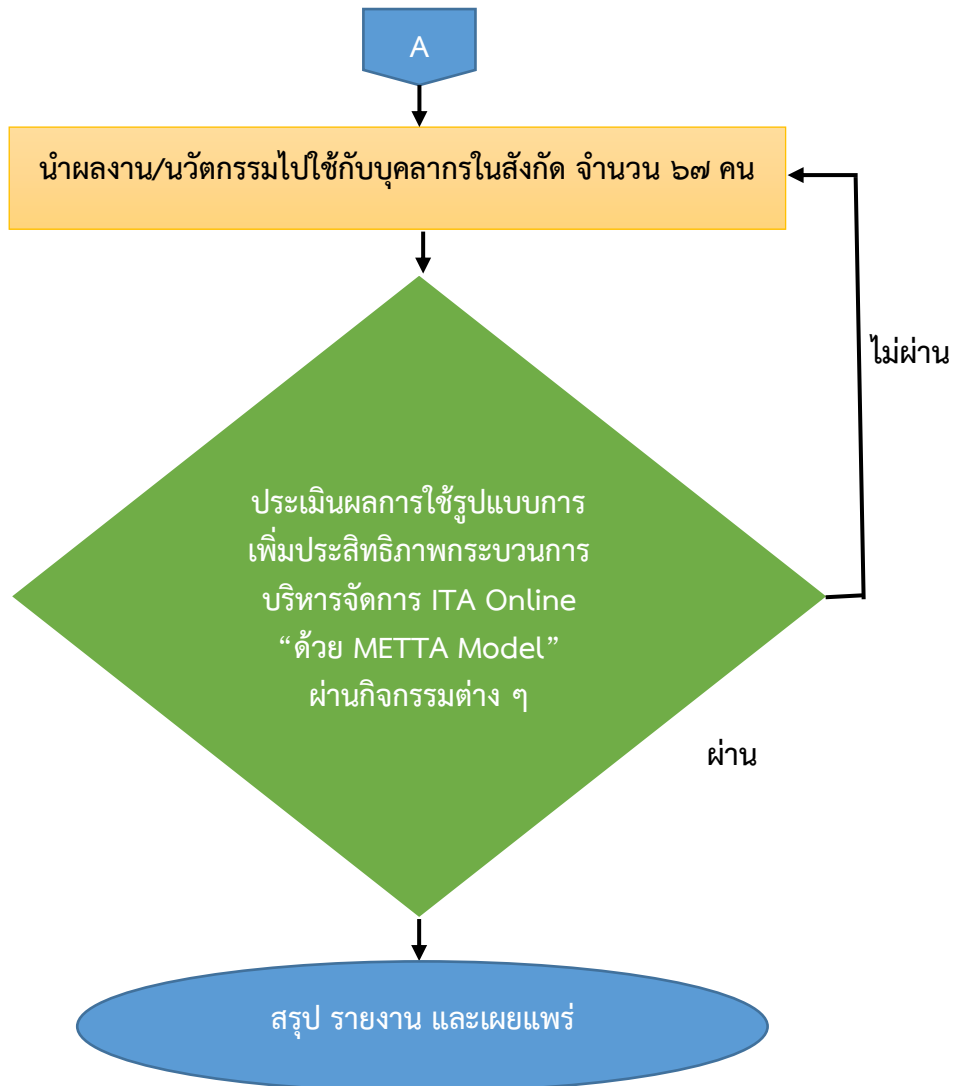 A
นำผลงาน/นวัตกรรมไปใช้กับบุคลากรในสังกัด จำนวน ๖๗ คน
ไม่ผ่าน
ประเมินผลการใช้รูปแบบการ
เพิ่มประสิทธิภาพกระบวนการ
บริหารจัดการ ITA Online
“ด้วย METTA Model”
ผ่านกิจกรรมต่าง ๆ
ผ่าน
สรุป รายงาน และเผยแพร่